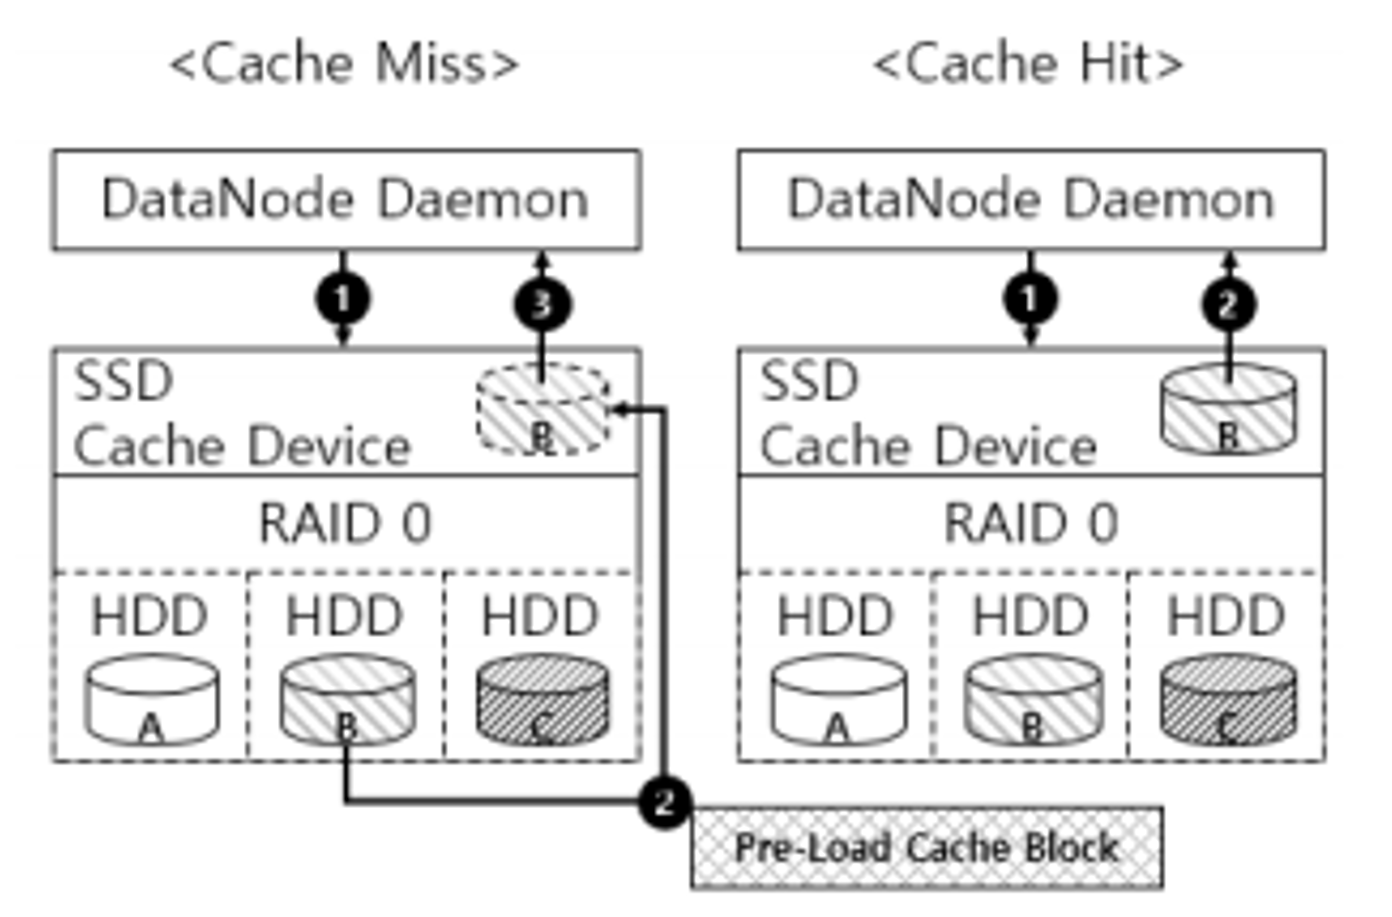 <Cache Miss>
DataNode Daemon
1
3
SSD
Cache Device
B
RAID 0
HDD
HDD
HDD
A
B
C
2
Pre-Load Cache Block
<Cache Hit>
DataNode Daemon
1
2
SSD
Cache Device
B
RAID 0
HDD
HDD
HDD
A
B
C